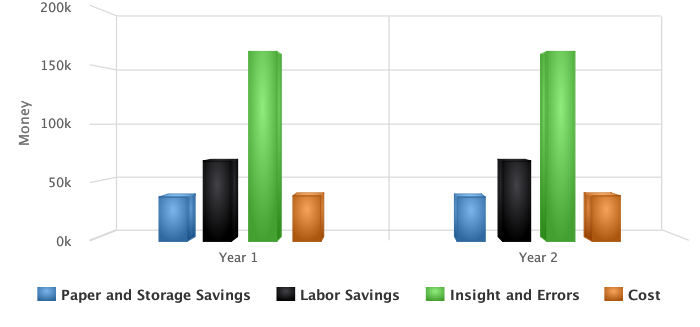 200k
150k
Money
100k
50k
0k
Year 1 Year 2
Paper and Storage Savings Labor Savings Insight and Errors Cost